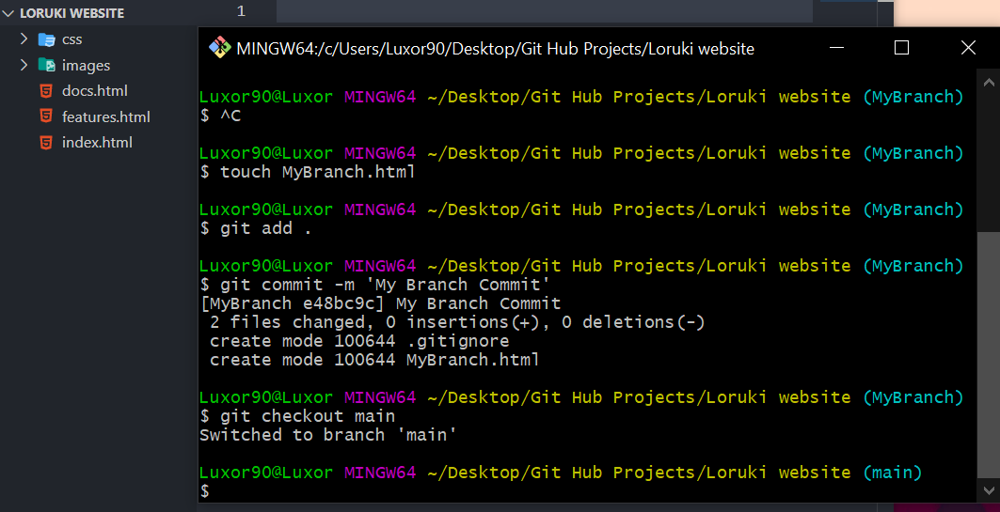 LORUKI WEBSITE
css
images
docs.html
features.html
index.html
1
MINGW64:/c/Users/Luxor90/Desktop/Git Hub Projects/Loruki website
Luxor90@Luxor MINGW64 ~/Desktop/Git Hub Projects/Loruki website (MyBranch)
$ ^C
Luxor90@Luxor MINGW64 ~/Desktop/Git Hub Projects/Loruki website (MyBranch)
$ touch MyBranch.html
Luxor90@Luxor MINGW64 ~/Desktop/Git Hub Projects/Loruki website (MyBranch)
$ git add .
Luxor90@Luxor MINGW64 ~/Desktop/Git Hub Projects/Loruki website (MyBranch)
$ git commit -m 'My Branch Commit'
[MyBranch e48bc9c] My Branch Commit
2 files changed, 0 insertions(+), 0 deletions(-)
create mode 100644 .gitignore
create mode 100644 MyBranch.html
Luxor90@Luxor MINGW64 ~/Desktop/Git Hub Projects/Loruki website (MyBranch)
$ git checkout main
Switched to branch 'main'
Luxor90@Luxor MINGW64 ~/Desktop/Git Hub Projects/Loruki website (main)
$